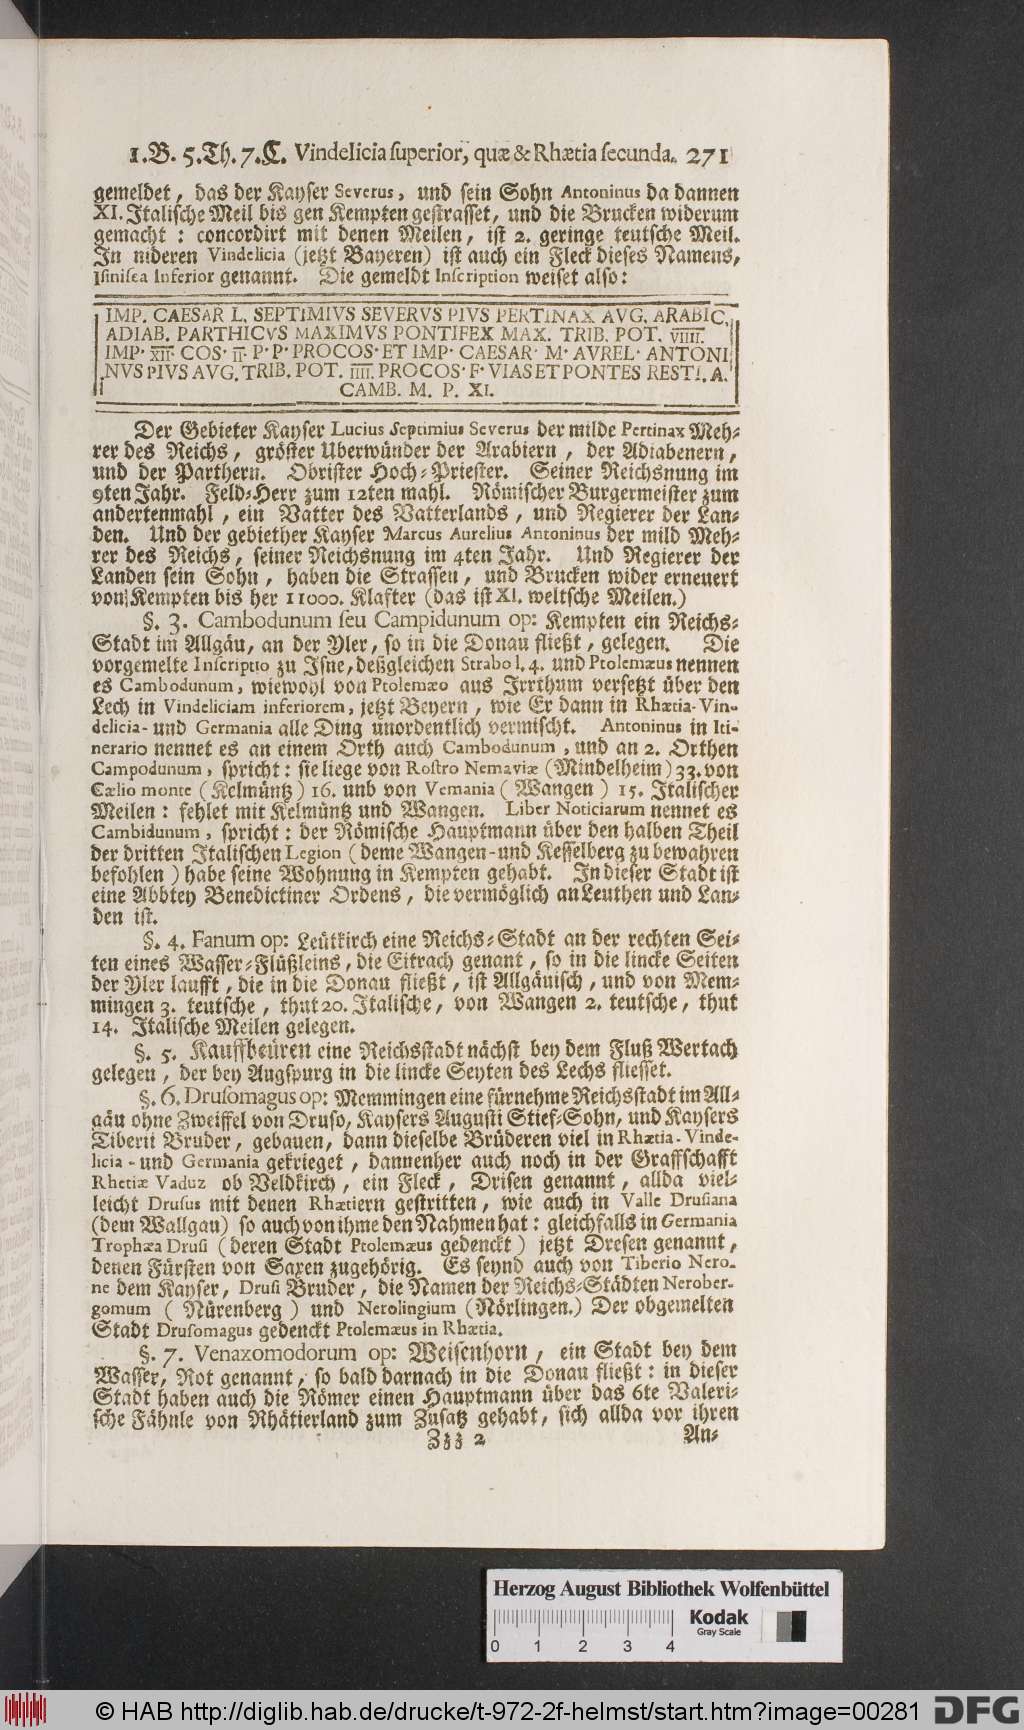 1.B. 5.Th. 7.C. Vindelicia superior, quæ & Rhætia secunda. 271
gemeldet, das der Kayser Severus, und sein Sohn Antoninus da dannen
XI. Italische Meil bis gen Kempten gestrasset, und die Brucken widerum
gemacht: concordirt mit denen Meilen, ist 2. geringe teutsche Meil.
In nideren Vindelicia (jetzt Bayeren) ist auch ein Fleck dieses Namens,
Isinisca Inferior genannt. Die gemeldt Inscription weiset also:
IMP. CAESAR L. SEPTIMIVS SEVERVS PIVS PERTINAX AVG. ARABIC.
ADIAB. PARTHICVS MAXIMVS PONTIFEX MAX. TRIB. POT. VIIII.
IMP· XII· COS· II· P·P·PROCOS·ET IMP· CAESAR· M· AVREL· ANTONI
NVS PIVS AVG. TRIB. POT. IIII. PROCOS·F·VIAS ET PONTES RESTI. A.
CAMB. M. P. XI.
Der Gebieter Kayser Lucius Septimius Severus der milde Pertinax Meh-
rer des Reichs, gröster Uberwünder der Arabiern, der Adiabenern,
und der Parthern. Obrister Hoch-Priester. Seiner Reichsnung im
9ten Jahr. Feld-Herr zum 12ten mahl. Römischer Burgermeister zum
andertenmahl, ein Vatter des Vatterlands, und Regierer der Lan-
den. Und der gebiether Kayser Marcus Aurelius Antoninus der mild Meh-
rer des Reichs, seiner Reichsnung im 4ten Jahr. Und Regierer der
Landen sein Sohn, haben die Strassen, und Brucken wider erneuert
von Kempten bis her 11000. Klafter (das ist XI. weltsche Meilen.)
§. 3. Cambodunum seu Campidunum op: Kempten ein Reichs-
Stadt im Allgäu, an der Yler, so in die Donau fließt, gelegen. Die
vorgemelte Inscriptio zu Isne, deßgleichen Strabo l. 4. und Ptolemæus nennen
es Cambodunum, wiewohl von Ptolemæo aus Irrthum versetzt über den
Lech in Vindeliciam inferiorem, jetzt Beyern, wie Er dann in Rhætia-Vin-
delicia- und Germania alle Ding unordentlich vermischt. Antoninus in Iti-
nerario nennet es an einem Orth auch Cambodunum, und an 2. Orthen
Campodunum, spricht: sie liege von Rostro Nemaviæ (Mindelheim) 33. von
Cælio monte (Kelmüntz) 16. unb von Vemania (Wangen) 15. Italischer
Meilen: fehlet mit Kelmüntz und Wangen. Liber Noticiarum nennet es
Cambidunum, spricht: der Römische Hauptmann über den halben Theil
der dritten Italischen Legion (deme Wangen- und Kesselberg zu bewahren
befohlen) habe seine Wohnung in Kempten gehabt. In dieser Stadt ist
eine Abbtey Benedictiner Ordens, die vermöglich an Leuthen und Lan-
den ist.
§. 4. Fanum op: Leütkirch eine Reichs-Stadt an der rechten Sei-
ten eines Wasser-Flüßleins, die Eitrach genant, so in die lincke Seiten
der Yler laufft, die in die Donau fließt, ist Allgäuisch, und von Mem-
mingen 3. teutsche, thut 20. Italische, von Wangen 2. teutsche, thut
14. Italische Meilen gelegen.
§. 5. Kauffbeüren eine Reichsstadt nächst bey dem Fluß Wertach
gelegen, der bey Augspurg in die lincke Seyten des Lechs fliesset.
§. 6. Drusomagus op: Memmingen eine fürnehme Reichsstadt im All-
gäu ohne Zweiffel von Druso, Kaysers Augusti Stief-Sohn, und Kaysers
Tiberii Bruder, gebauen, dann dieselbe Brüderen viel in Rhætia-Vinde-
licia- und Germania gekrieget, dannenher auch noch in der Graffschafft
Rhetiæ Vaduz ob Veldkirch, ein Fleck, Drisen genannt, allda viel-
leicht Drusus mit denen Rhætiern gestritten, wie auch in Valle Drusiana
(dem Wallgau) so auch von ihme den Nahmen hat: gleichfalls in Germania
Trophæa Drusi (deren Stadt Ptolemæus gedenckt) jetzt Dresen genannt,
denen Fürsten von Saxen zugehörig. Es seynd auch von Tiberio Nero-
ne dem Kayser, Drusi Bruder, die Namen der Reichs-Städten Nerober-
gomum (Nürenberg) und Nerolingium (Nörlingen.) Der obgemelten
Stadt Drusomagus gedenckt Ptolemæus in Rhætia.
§. 7. Venaxomodorum op: Weisenhorn, ein Stadt bey dem
Wasser, Rot genannt, so bald darnach in die Donau fließt: in dieser
Stadt haben auch die Römer einen Hauptmann über das 6te Valeri-
sche Fähnle von Rhätierland zum Zusatz gehabt, sich allda vor ihren
Zzz 2 An-
Herzog August Bibliothek Wolfenbüttel
Kodak
Gray Scale
0 1 2 3 4
© HAB http://diglib.hab.de/drucke/t-972-2f-helmst/start.htm?image=00281 DFG